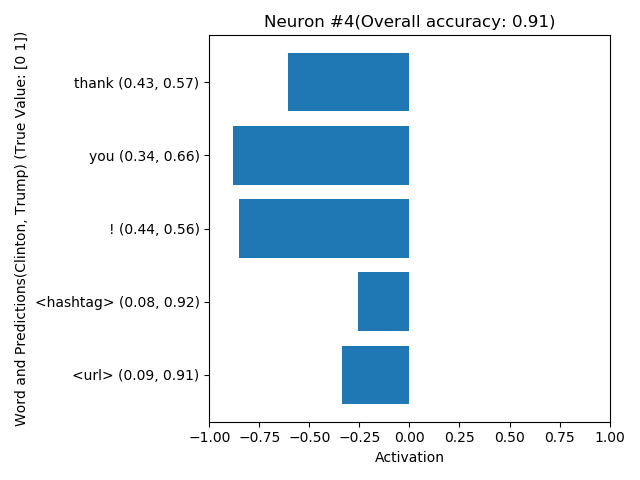 Neuron #4(Overall accuracy: 0.91)
Word and Predictions(Clinton, Trump) (True Value: [0 1])
thank (0.43, 0.57)
you (0.34, 0.66)
! (0.44, 0.56)
<hashtag> (0.08, 0.92)
<url> (0.09, 0.91)
−1.00 −0.75 −0.50 −0.25 0.00 0.25 0.50 0.75 1.00
Activation